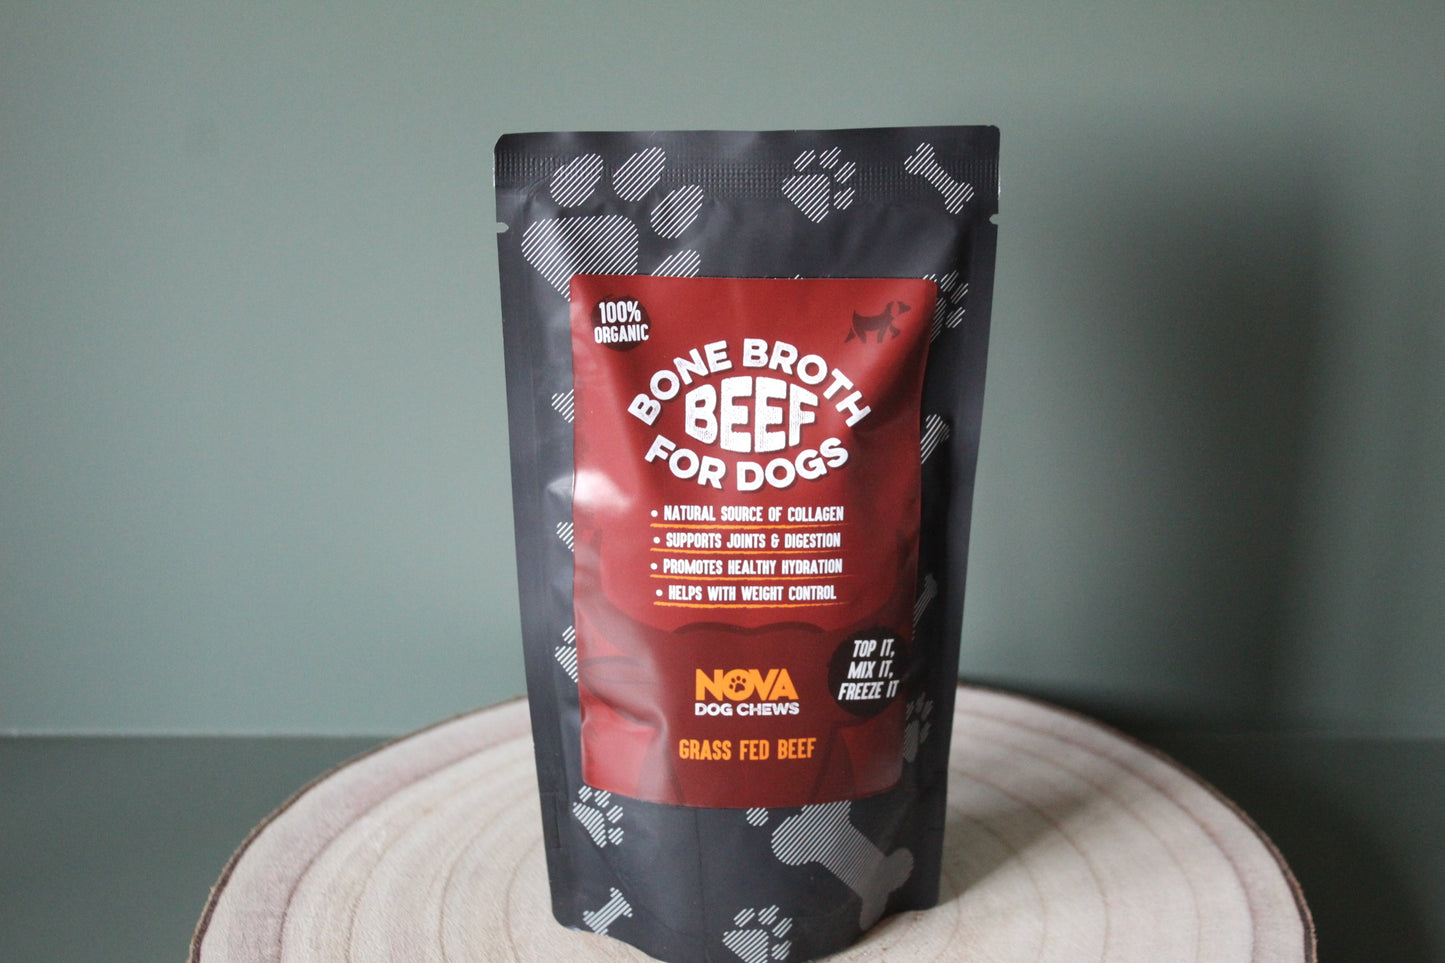 100%
ORGANIC
BONE BROTH
BEEF
FOR DOGS
• NATURAL SOURCE OF COLLAGEN
• SUPPORTS JOINTS & DIGESTION
• PROMOTES HEALTHY HYDRATION
• HELPS WITH WEIGHT CONTROL
TOP IT,
MIX IT,
FREEZE IT
NOVA
DOG CHEWS
GRASS FED BEEF